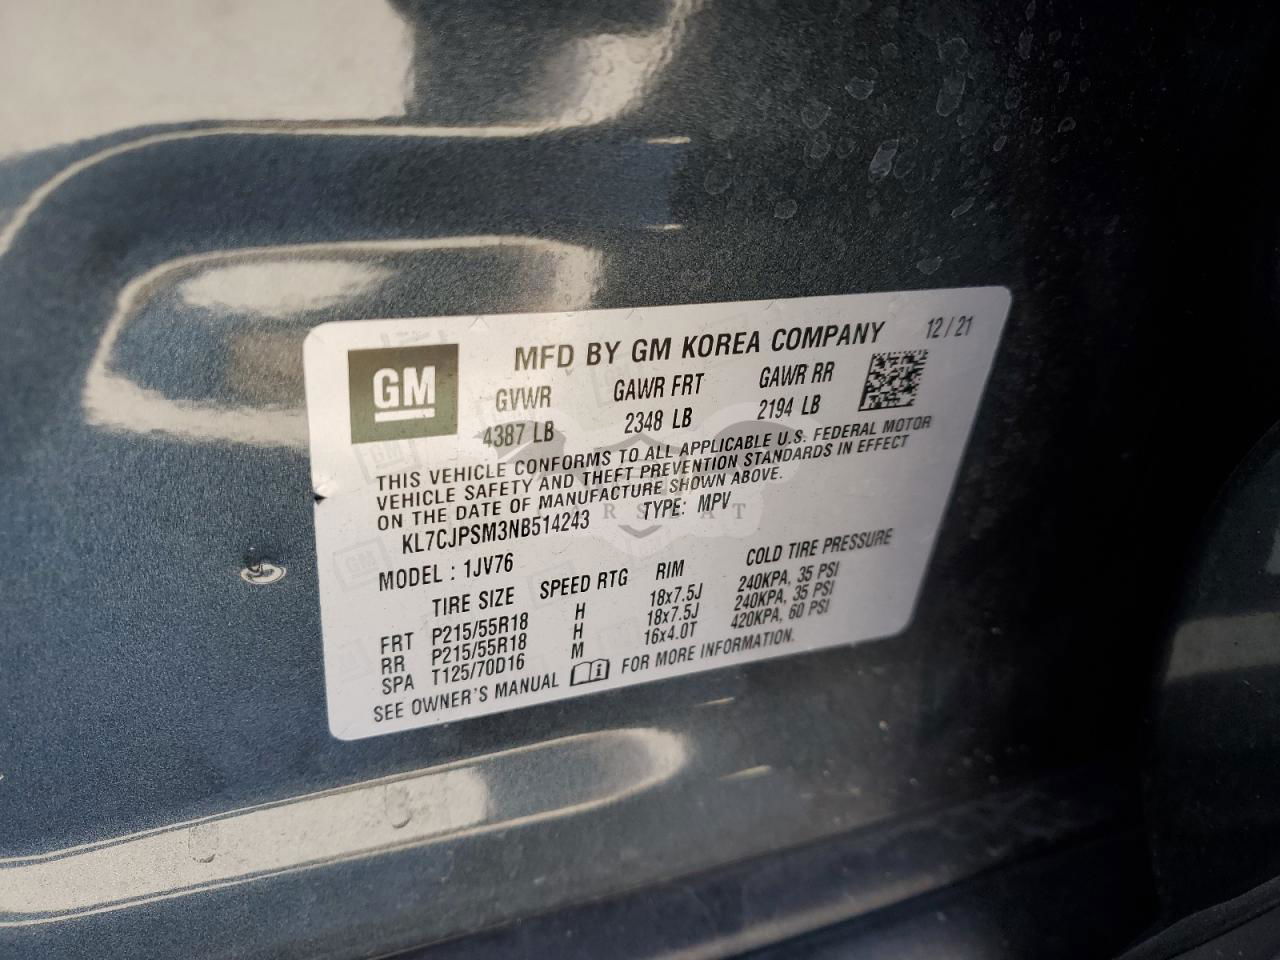 GM
MFD BY GM KOREA COMPANY 12/21
GVWR GAWR FRT GAWR RR
4387 LB 2348 LB 2194 LB
THIS VEHICLE CONFORMS TO ALL APPLICABLE U.S. FEDERAL MOTOR
VEHICLE SAFETY AND THEFT PREVENTION STANDARDS IN EFFECT
ON THE DATE OF MANUFACTURE SHOWN ABOVE.
KL7CJPSM3NB514243 TYPE: MPV
MODEL : 1JV76
TIRE SIZE SPEED RTG RIM COLD TIRE PRESSURE
FRT P215/55R18 H 18x7.5J 240KPA, 35 PSI
RR P215/55R18 H 18x7.5J 240KPA, 35 PSI
SPA T125/70D16 M 16x4.0T 420KPA, 60 PSI
SEE OWNER'S MANUAL FOR MORE INFORMATION.